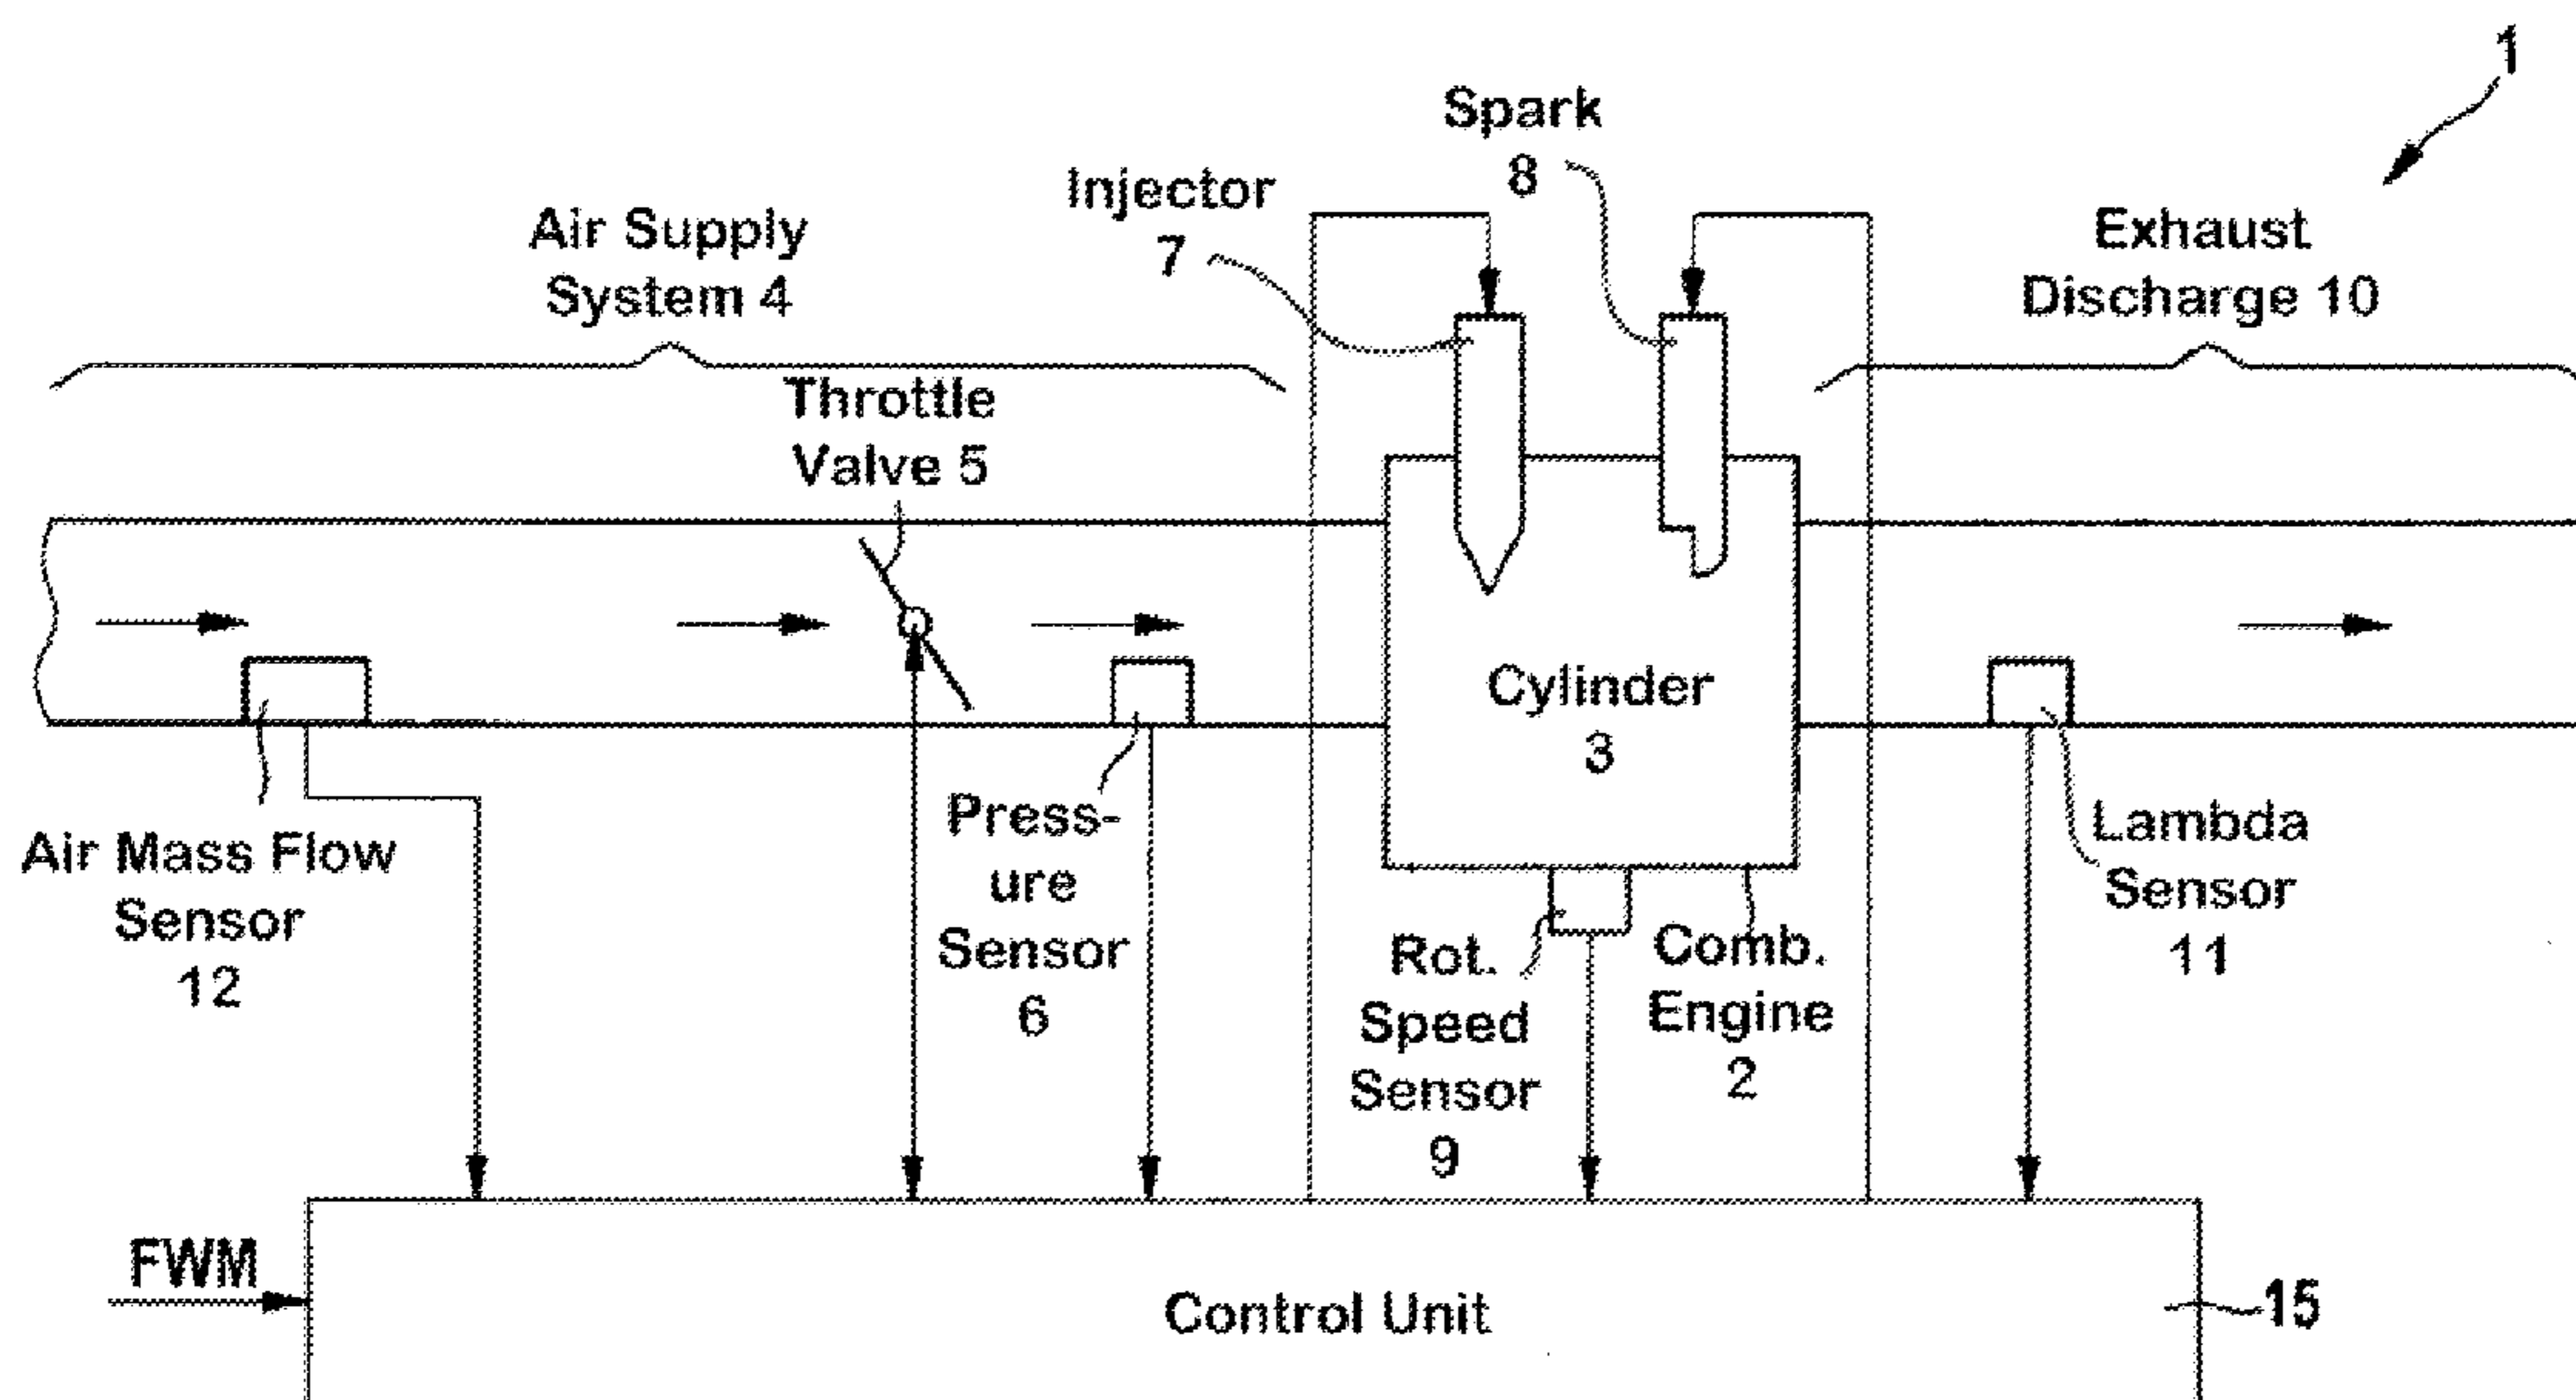 1
Spark
8
Injector
7
Air Supply
System 4
Exhaust
Discharge 10
Throttle
Valve 5
Cylinder
3
Air Mass Flow
Sensor
12
Press-
ure
Sensor
6
Rot.
Speed
Sensor
9
Comb.
Engine
2
Lambda
Sensor
11
FWM
Control Unit
15